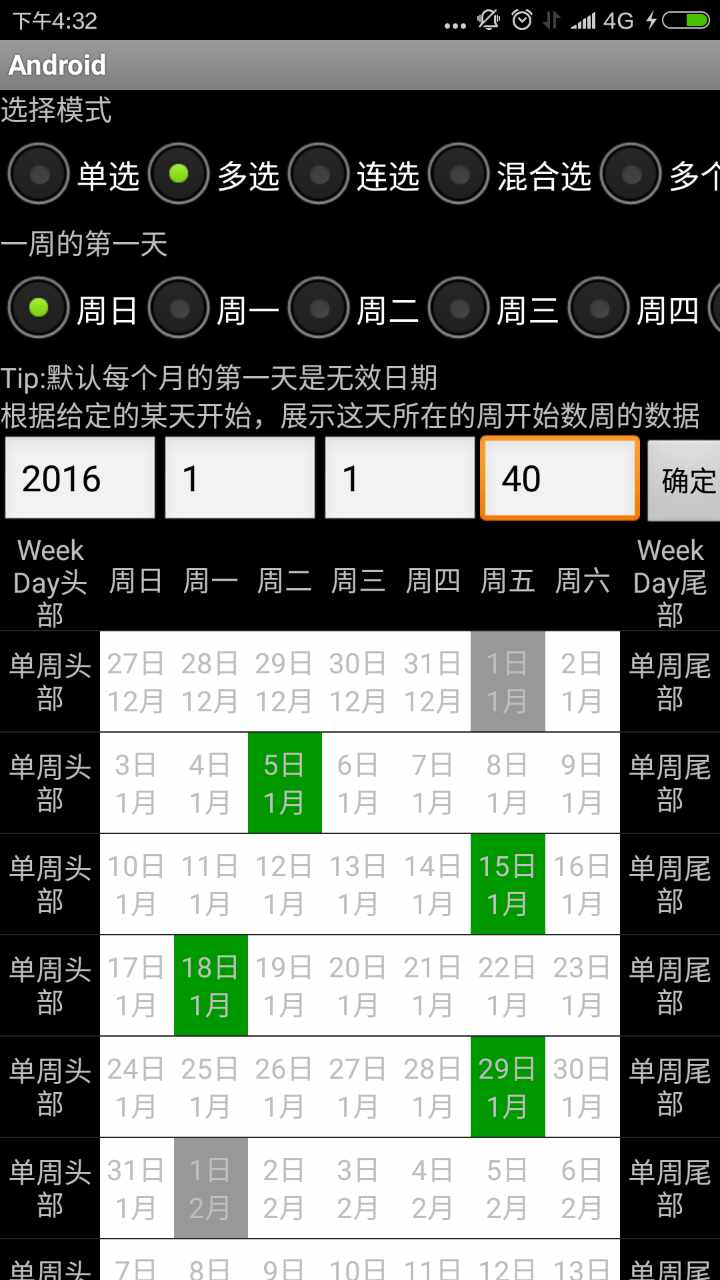 下午4:32 ... 4G
Android
选择模式
单选 多选 连选 混合选 多个
一周的第一天
周日 周一 周二 周三 周四
Tip:默认每个月的第一天是无效日期
根据给定的某天开始，展示这天所在的周开始数周的数据
2016 1 1 40 确定
Week Day头部 周日 周一 周二 周三 周四 周五 周六 Week Day尾部
单周头部 27日 28日 29日 30日 31日 1日 2日 单周尾部
12月 12月 12月 12月 12月 1月 1月
单周头部 3日 4日 5日 6日 7日 8日 9日 单周尾部
1月 1月 1月 1月 1月 1月 1月
单周头部 10日 11日 12日 13日 14日 15日 16日 单周尾部
1月 1月 1月 1月 1月 1月 1月
单周头部 17日 18日 19日 20日 21日 22日 23日 单周尾部
1月 1月 1月 1月 1月 1月 1月
单周头部 24日 25日 26日 27日 28日 29日 30日 单周尾部
1月 1月 1月 1月 1月 1月 1月
单周头部 31日 1日 2日 3日 4日 5日 6日 单周尾部
1月 2月 2月 2月 2月 2月 2月
单周头 7日 8日 9日 10日 11日 12日 13日 单周尾